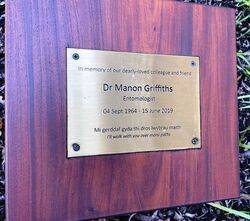 In memory of our dearly-loved colleague and friend
Dr Manon Griffiths
Entomologist
04 Sept 1964 - 15 June 2019
Mi gerddaf gyda thi dros lwybrau maith
I'll walk with you over many paths